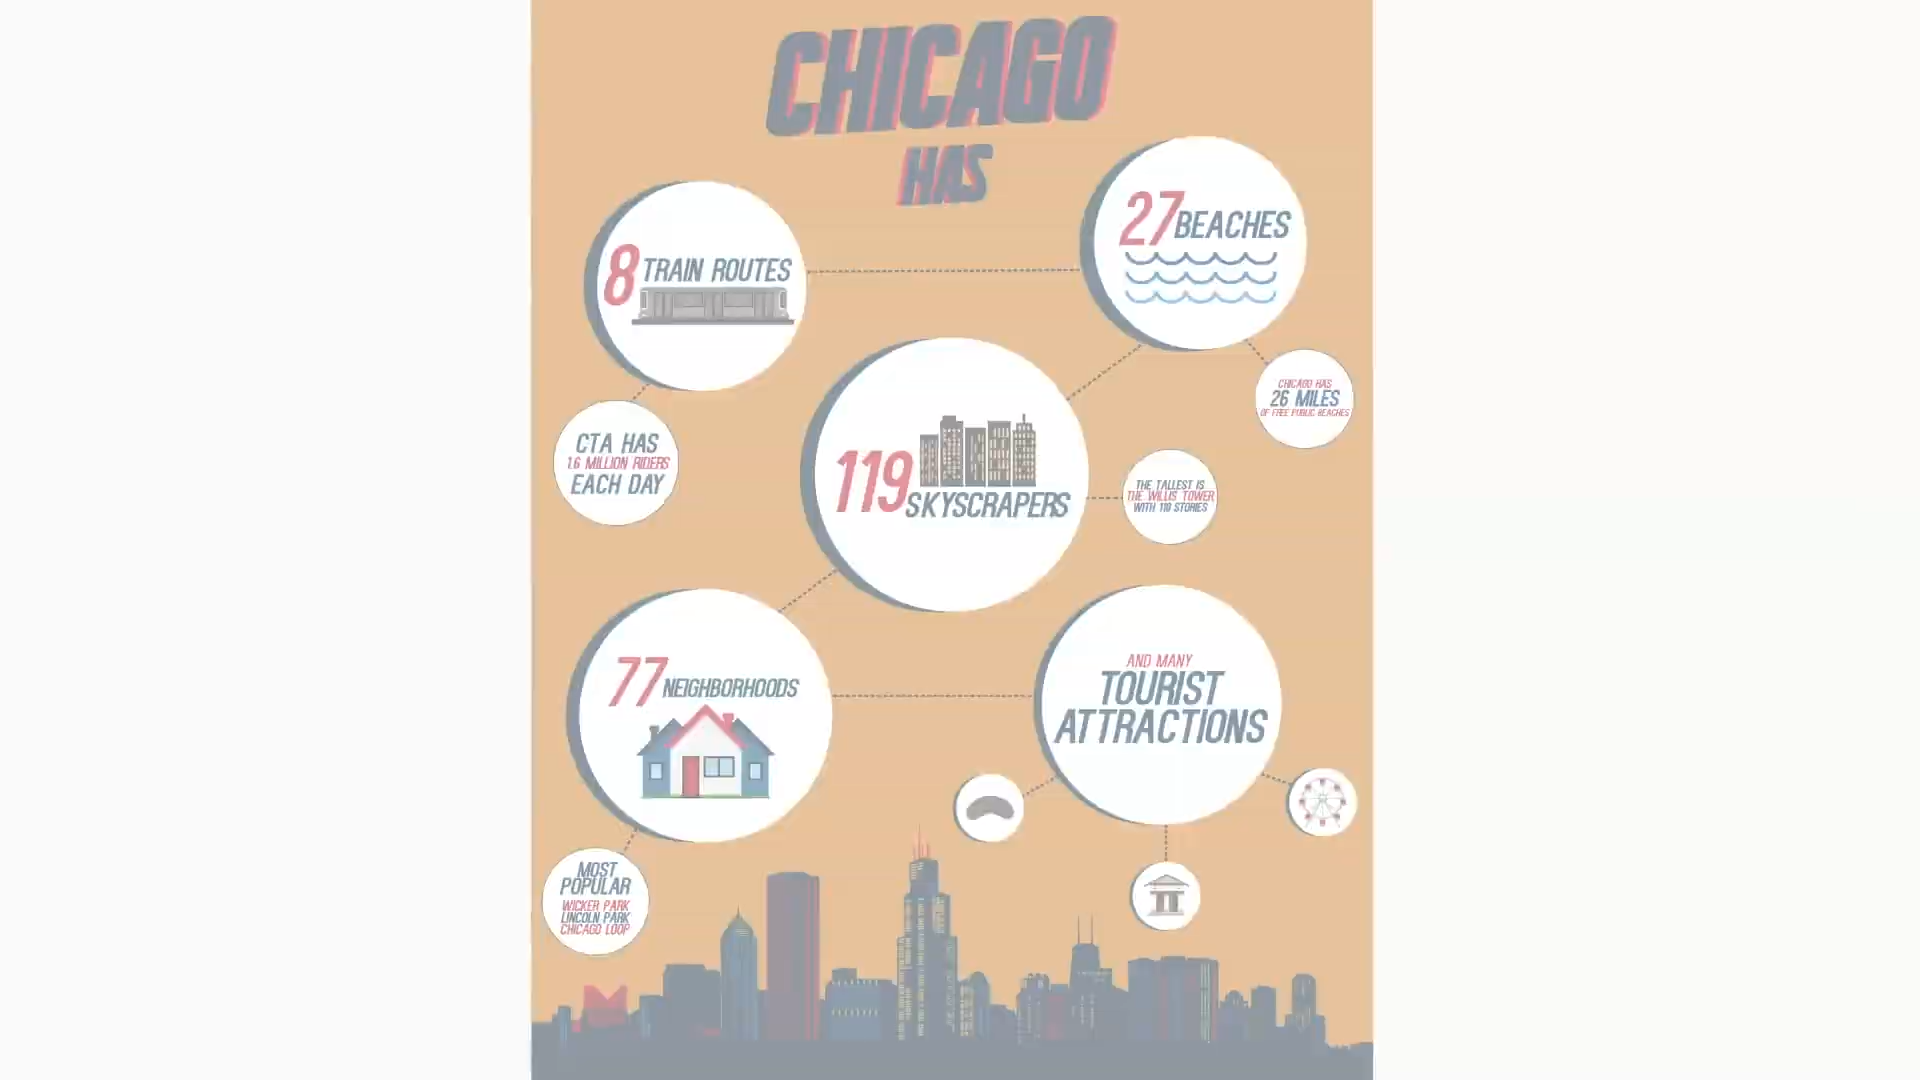 CHICAGO
HAS
8 TRAIN ROUTES
27 BEACHES
CTA HAS
1.6 MILLION RIDERS
EACH DAY
CHICAGO HAS
26 MILES
OF FREE PUBLIC BEACHES
119
SKYSCRAPERS
THE TALLEST IS
THE WILLIS TOWER
WITH 110 STORIES
77 NEIGHBORHOODS
AND MANY
TOURIST
ATTRACTIONS
MOST
POPULAR
WICKER PARK
LINCOLN PARK
CHICAGO LOOP